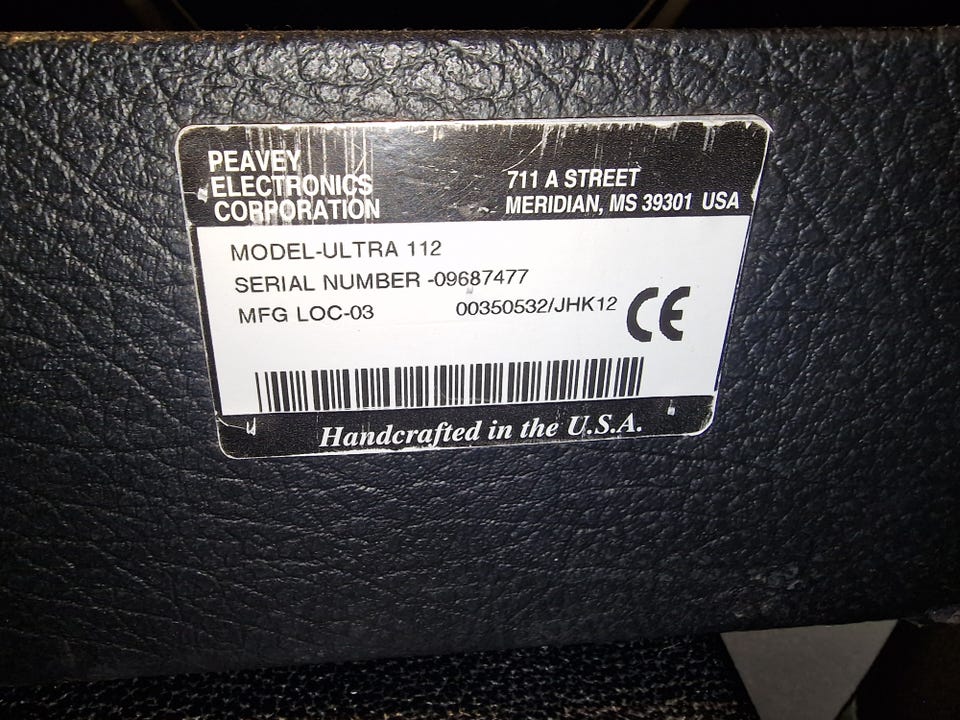 PEAVEY
ELECTRONICS
CORPORATION
711 A STREET
MERIDIAN, MS 39301 USA
MODEL-ULTRA 112
SERIAL NUMBER -09687477
MFG LOC-03 00350532/JHK12
CE
Handcrafted in the U.S.A.